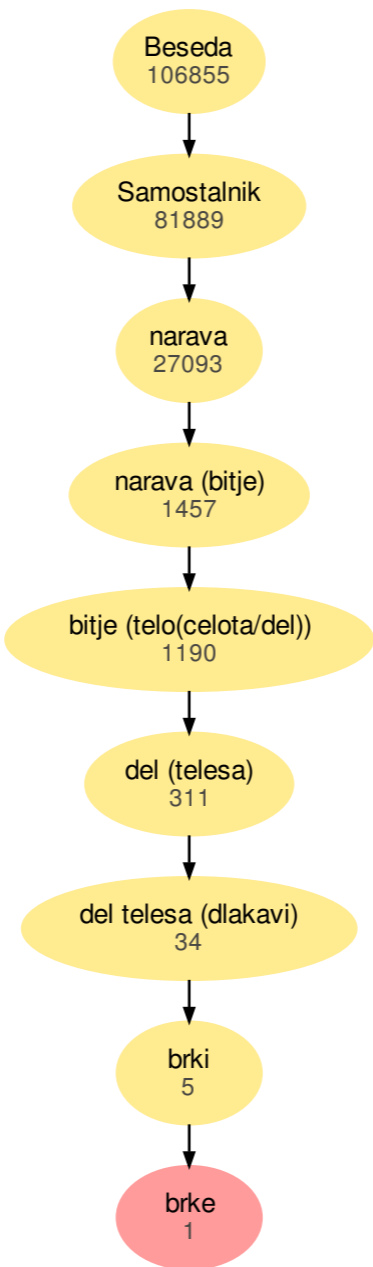 Beseda
106855
Samostalnik
81889
narava
27093
narava (bitje)
1457
bitje (telo(celota/del))
1190
del (telesa)
311
del telesa (dlakavi)
34
brki
5
brke
1